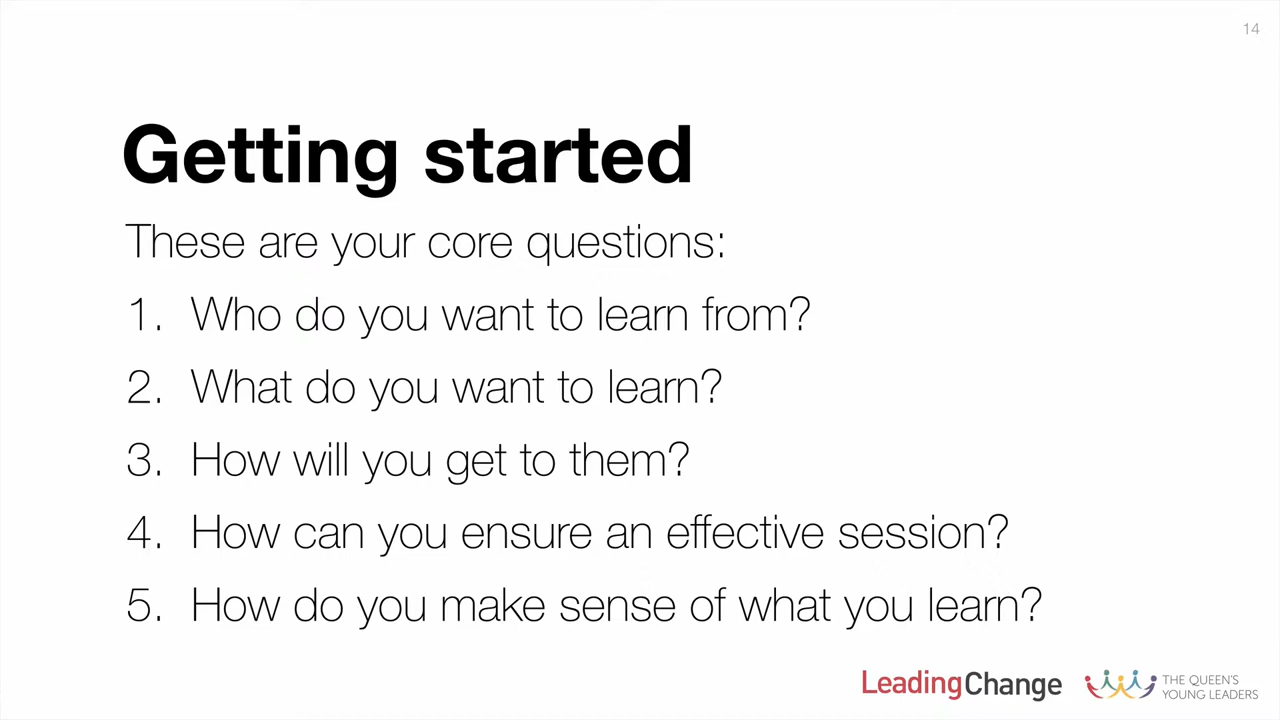 14
Getting started
These are your core questions:
1. Who do you want to learn from?
2. What do you want to learn?
3. How will you get to them?
4. How can you ensure an effective session?
5. How do you make sense of what you learn?
LeadingChange
THE QUEEN'S
YOUNG LEADERS